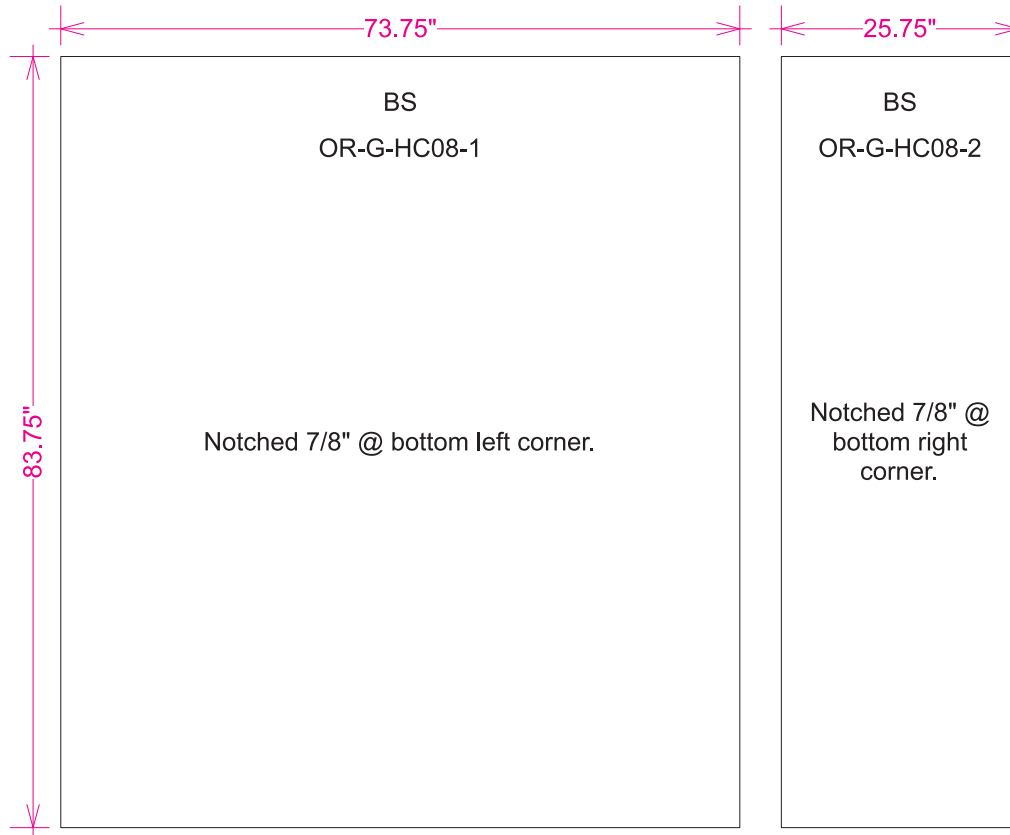 73.75"
25.75"
BS
OR-G-HC08-1
BS
OR-G-HC08-2
83.75"
Notched 7/8" @ bottom left corner.
Notched 7/8" @
bottom right
corner.